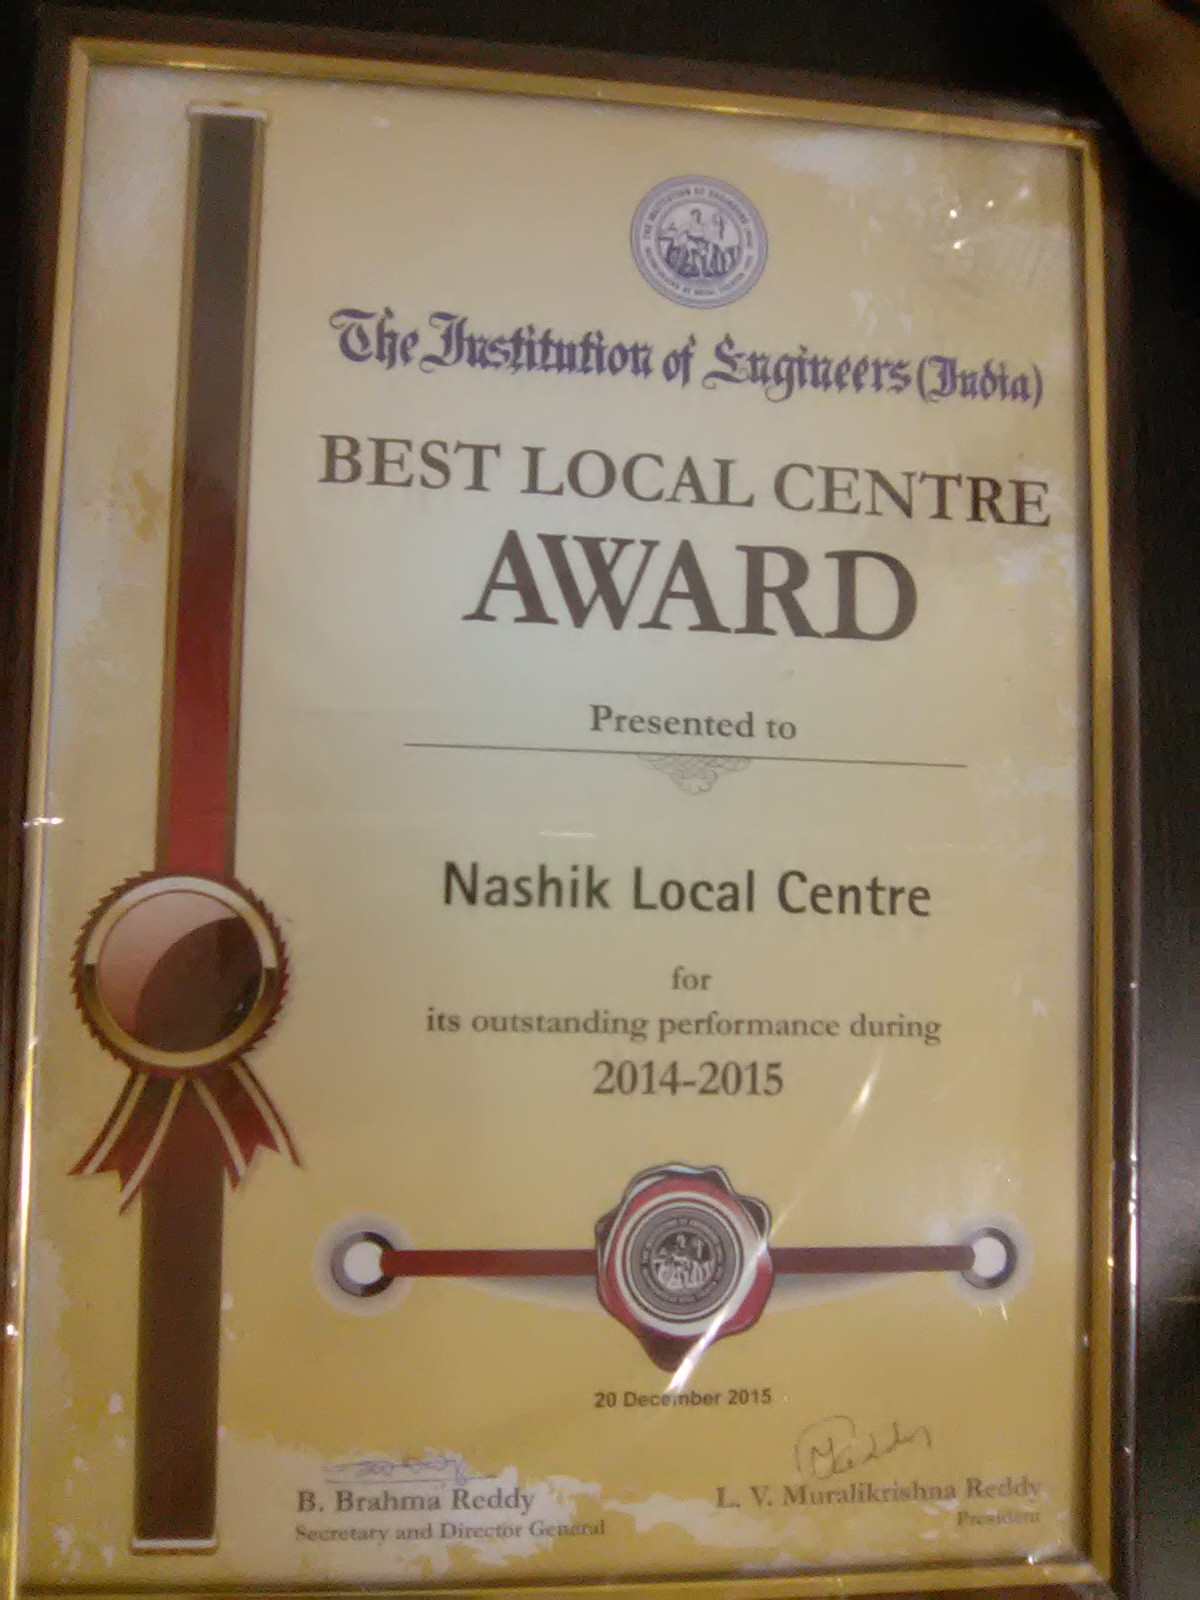 The Institution of Engineers (India)
BEST LOCAL CENTRE
AWARD
Presented to
Nashik Local Centre
for
its outstanding performance during
2014-2015
20 December 2015
B. Brahma Reddy
Secretary and Director General
L. V. Muralikrishna Reddy
President